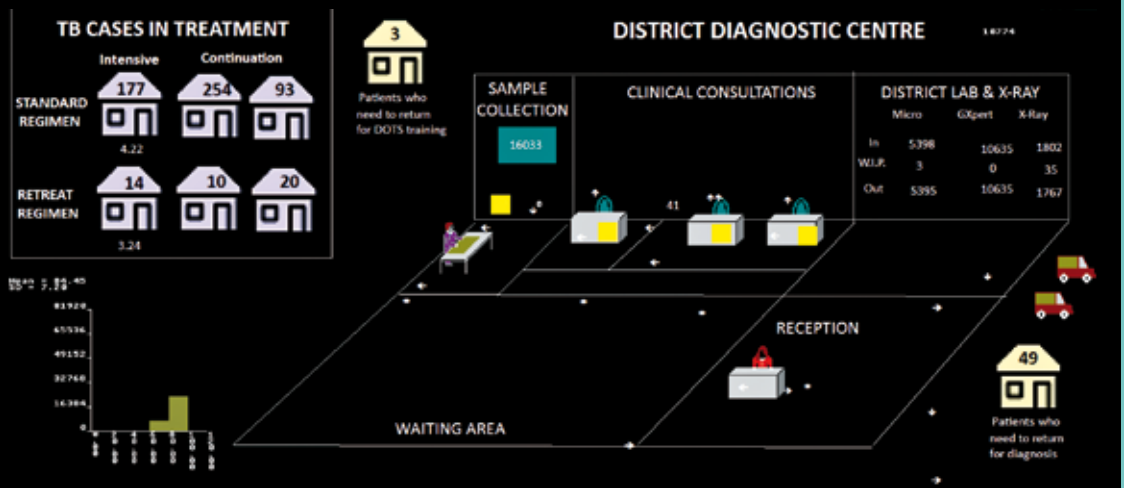 TB CASES IN TREATMENT
Intensive Continuation
STANDARD REGIMEN
177 254 93
4.22
RETREAT REGIMEN
14 10 20
3.24
3
Patients who
need to return
for DOTS training
DISTRICT DIAGNOSTIC CENTRE
18774
SAMPLE
COLLECTION
16033
CLINICAL CONSULTATIONS
41
DISTRICT LAB & X-RAY
Micro GXpert X-Ray
In 5398 10635 1802
W.I.P. 3 0 35
Out 5395 10635 1767
81920
65536
49152
32768
16384
0
RECEPTION
WAITING AREA
49
Patients who
need to return
for diagnosis